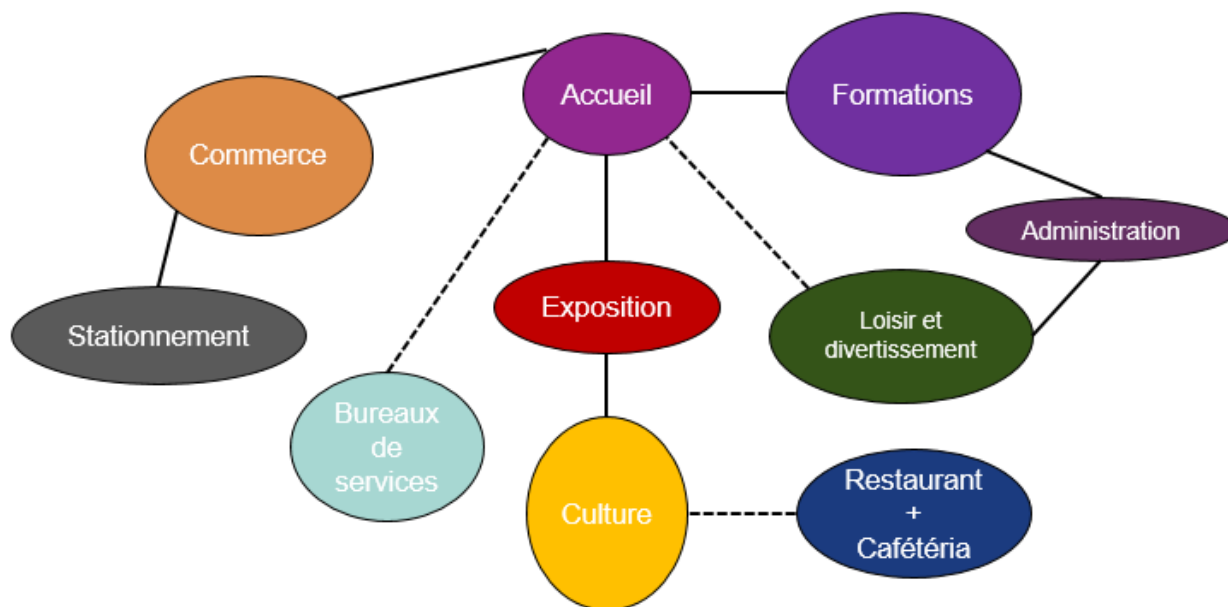 Accueil
Formations
Commerce
Administration
Exposition
Stationnement
Loisir et
divertissement
Bureaux
de
services
Culture
Restaurant
+
Cafétéria